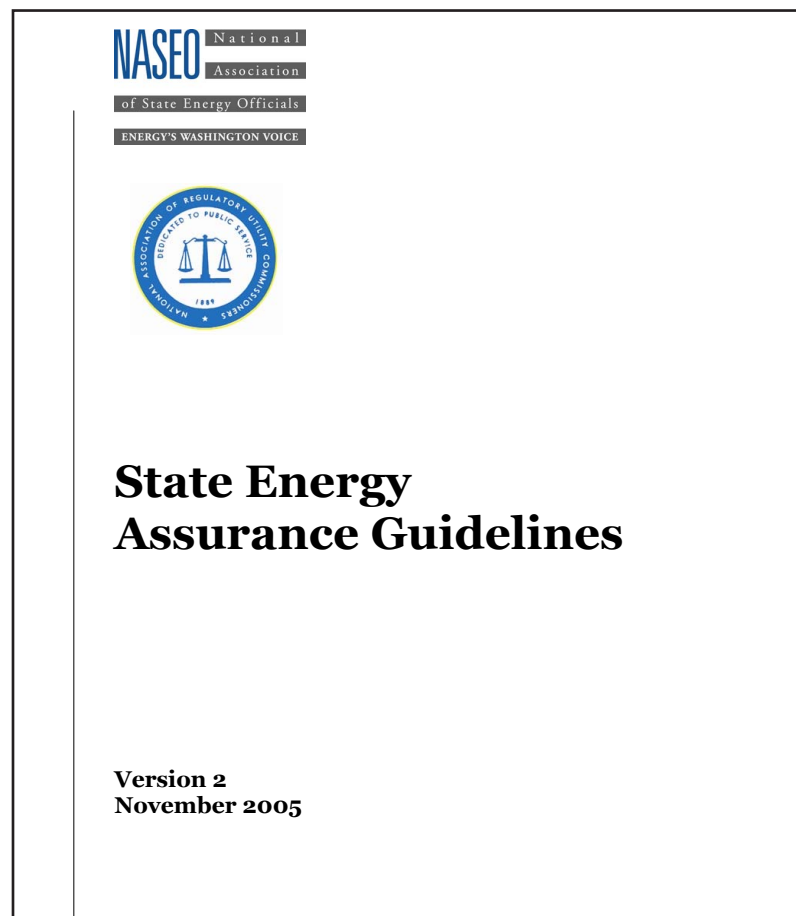 NASEO National
Association
of State Energy Officials
ENERGY'S WASHINGTON VOICE
NATIONAL ASSOCIATION OF REGULATORY UTILITY COMMISSIONERS
DEDICATED TO PUBLIC SERVICE
1889
State Energy
Assurance Guidelines
Version 2
November 2005